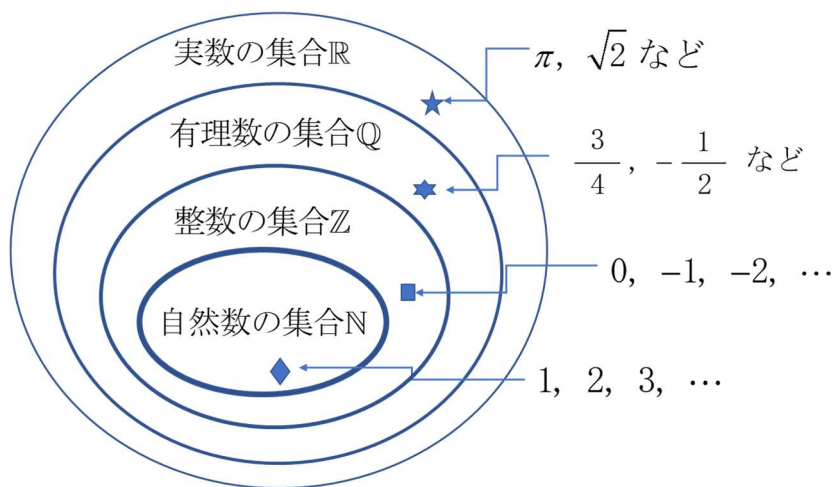 実数の集合ℝ
π, √2 など
有理数の集合ℚ
3/4, −1/2 など
整数の集合ℤ
0, −1, −2, …
自然数の集合ℕ
1, 2, 3, …